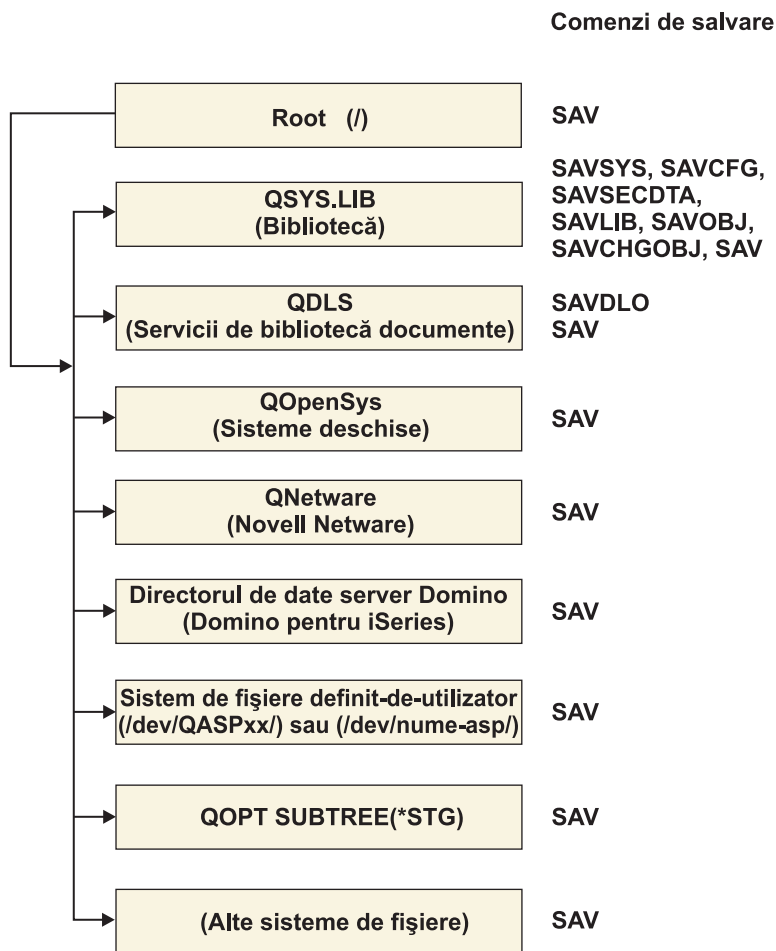 Comenzi de salvare
Root (/)
SAV
QSYS.LIB
(Bibliotecă)
SAVSYS, SAVCFG,
SAVSECDTA,
SAVLIB, SAVOBJ,
SAVCHGOBJ, SAV
QDLS
(Servicii de bibliotecă documente)
SAVDLO
SAV
QOpenSys
(Sisteme deschise)
SAV
QNetware
(Novell Netware)
SAV
Directorul de date server Domino
(Domino pentru iSeries)
SAV
Sistem de fişiere definit-de-utilizator
(/dev/QASPxx/) sau (/dev/nume-asp/)
SAV
QOPT SUBTREE(*STG)
SAV
(Alte sisteme de fişiere)
SAV